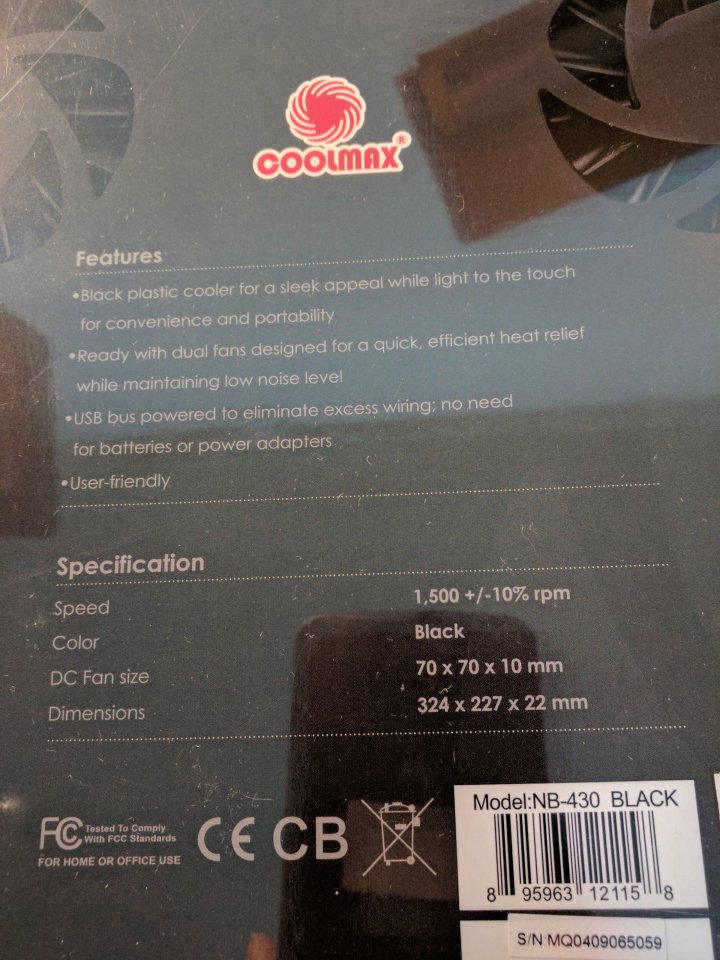 COOLMAX®
Features
•Black plastic cooler for a sleek appeal while light to the touch
for convenience and portability
•Ready with dual fans designed for a quick, efficient heat relief
while maintaining low noise level
•USB bus powered to eliminate excess wiring; no need
for batteries or power adapters
•User-friendly
Specification
Speed 1,500 +/-10% rpm
Color Black
DC Fan size 70 x 70 x 10 mm
Dimensions 324 x 227 x 22 mm
FC Tested To Comply
With FCC Standards
FOR HOME OR OFFICE USE
CE CB
Model:NB-430 BLACK
8 95963 12115 8
S/N:MQ0409065059